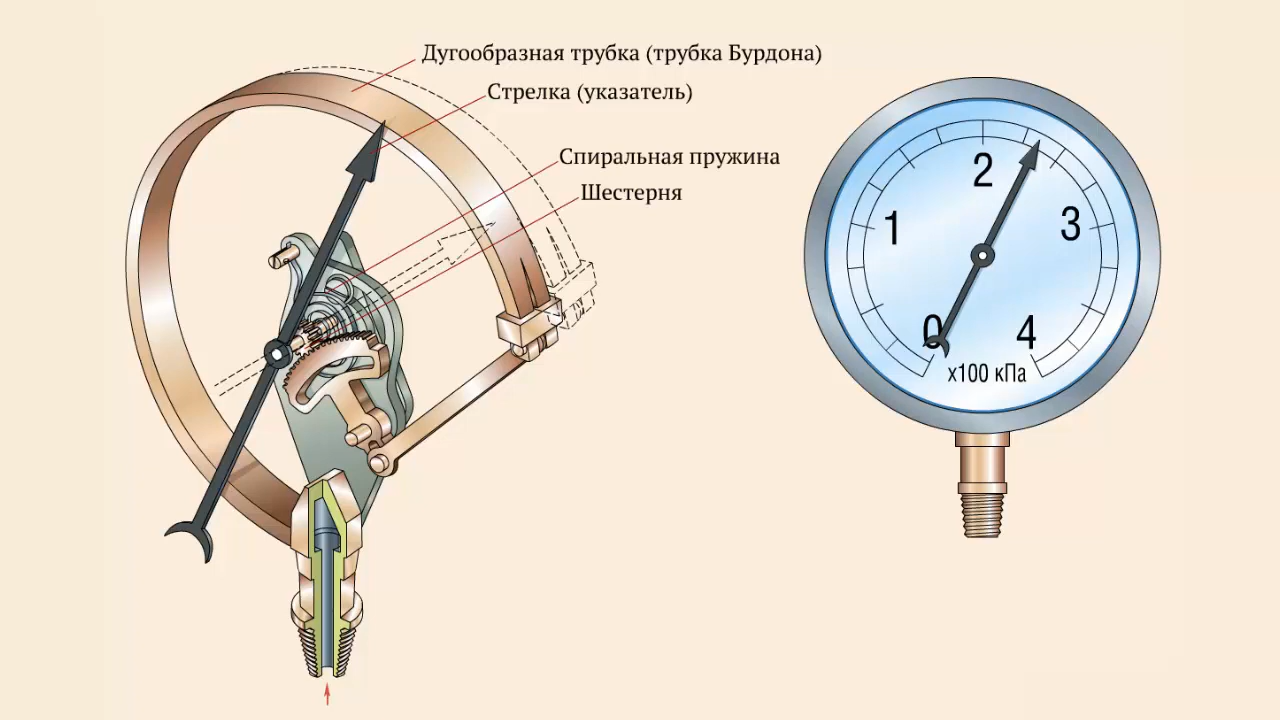 Дугообразная трубка (трубка Бурдона)
Стрелка (указатель)
Спиральная пружина
Шестерня
2
1
3
0
4
x100 кПа